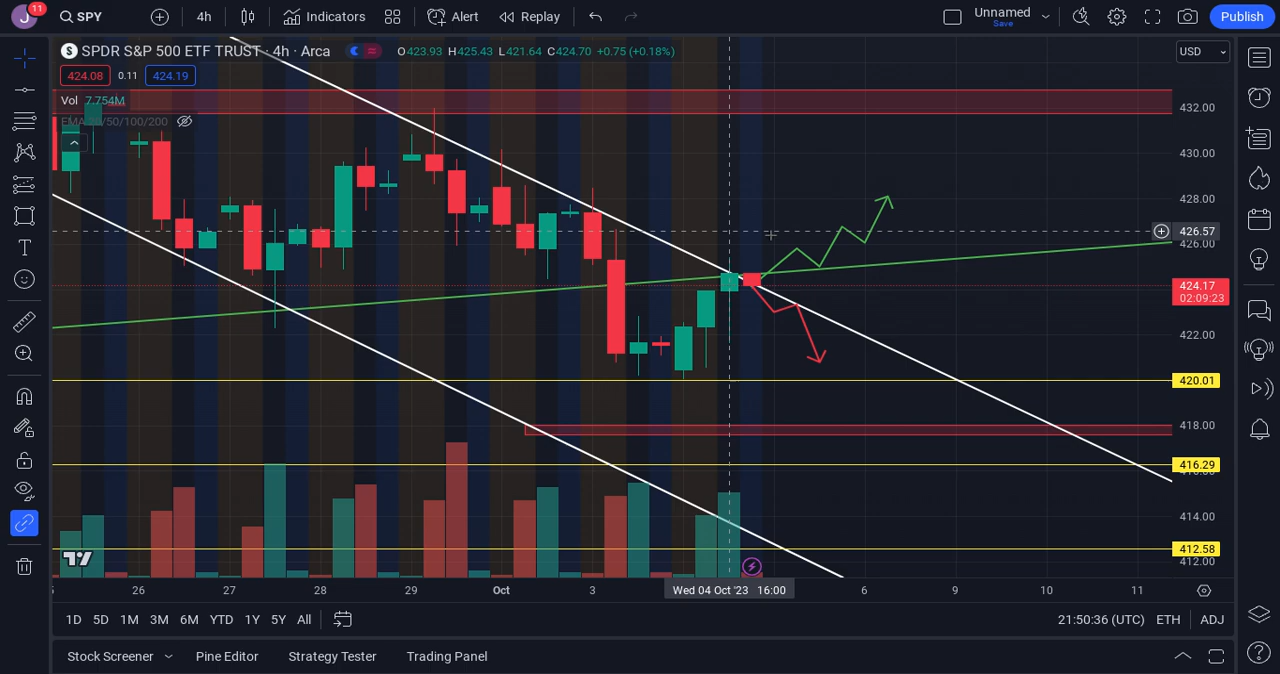 J 11 SPY 4h Indicators Alert Replay Unnamed Save Publish
S SPDR S&P 500 ETF TRUST · 4h · Arca O423.93 H425.43 L421.64 C424.70 +0.75 (+0.18%) USD
424.08 0.11 424.19
Vol 7.754M
432.00
430.00
428.00
426.57
426.00
424.17
02:09:23
422.00
420.01
418.00
416.29
416.00
414.00
412.58
412.00
26 27 28 29 Oct 3 Wed 04 Oct '23 16:00 6 9 10 11
1D 5D 1M 3M 6M YTD 1Y 5Y All 21:50:36 (UTC) ETH ADJ
Stock Screener Pine Editor Strategy Tester Trading Panel